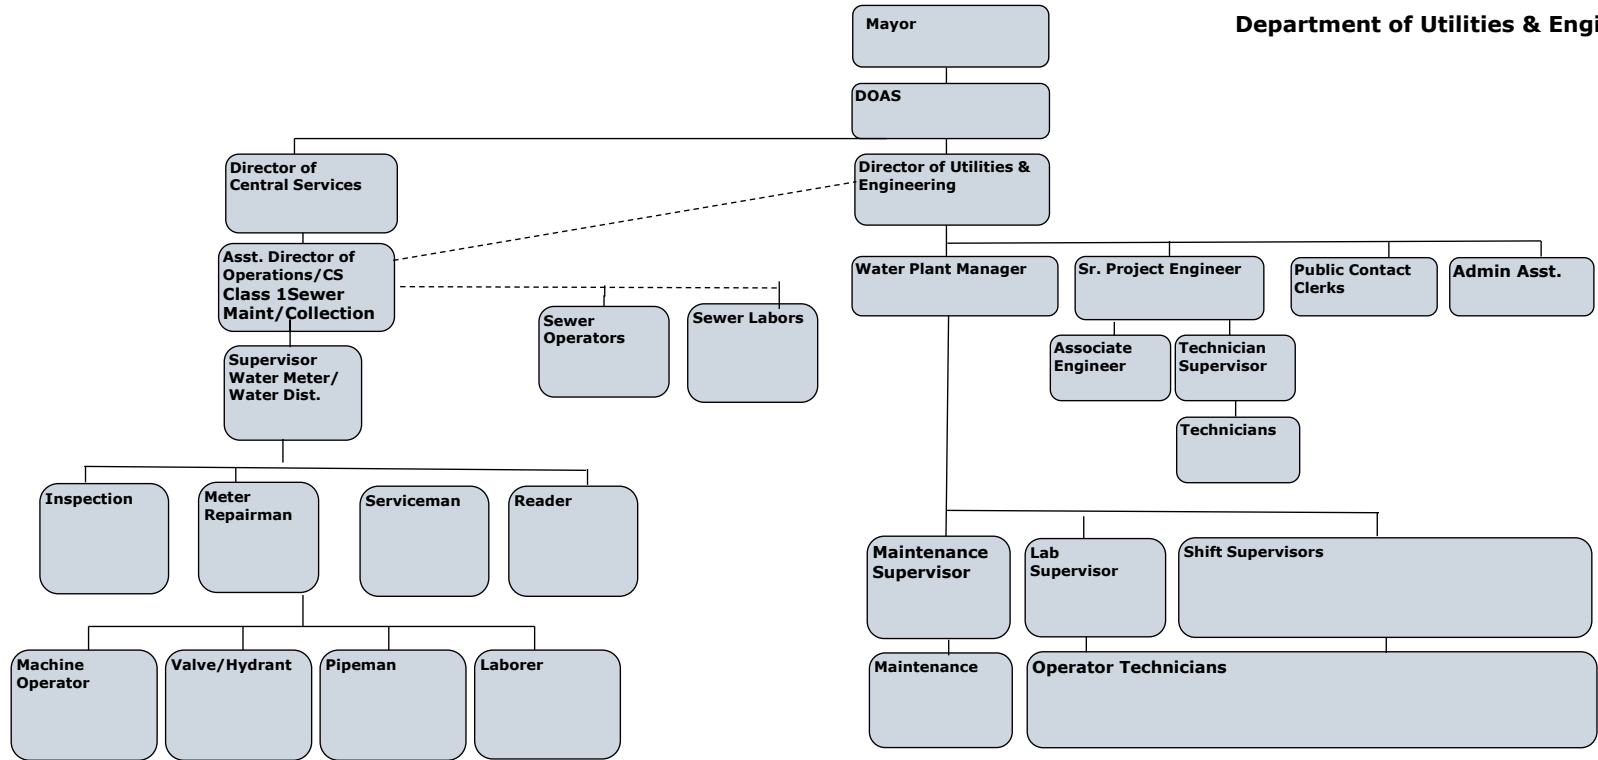 Mayor
Department of Utilities & Engi
DOAS
Director of
Central Services
Director of Utilities &
Engineering
Asst. Director of
Operations/CS
Class 1Sewer
Maint/Collection
Water Plant Manager
Sr. Project Engineer
Public Contact
Clerks
Admin Asst.
Sewer
Operators
Sewer Labors
Supervisor
Water Meter/
Water Dist.
Associate
Engineer
Technician
Supervisor
Technicians
Inspection
Meter
Repairman
Serviceman
Reader
Maintenance
Supervisor
Lab
Supervisor
Shift Supervisors
Machine
Operator
Valve/Hydrant
Pipeman
Laborer
Maintenance
Operator Technicians